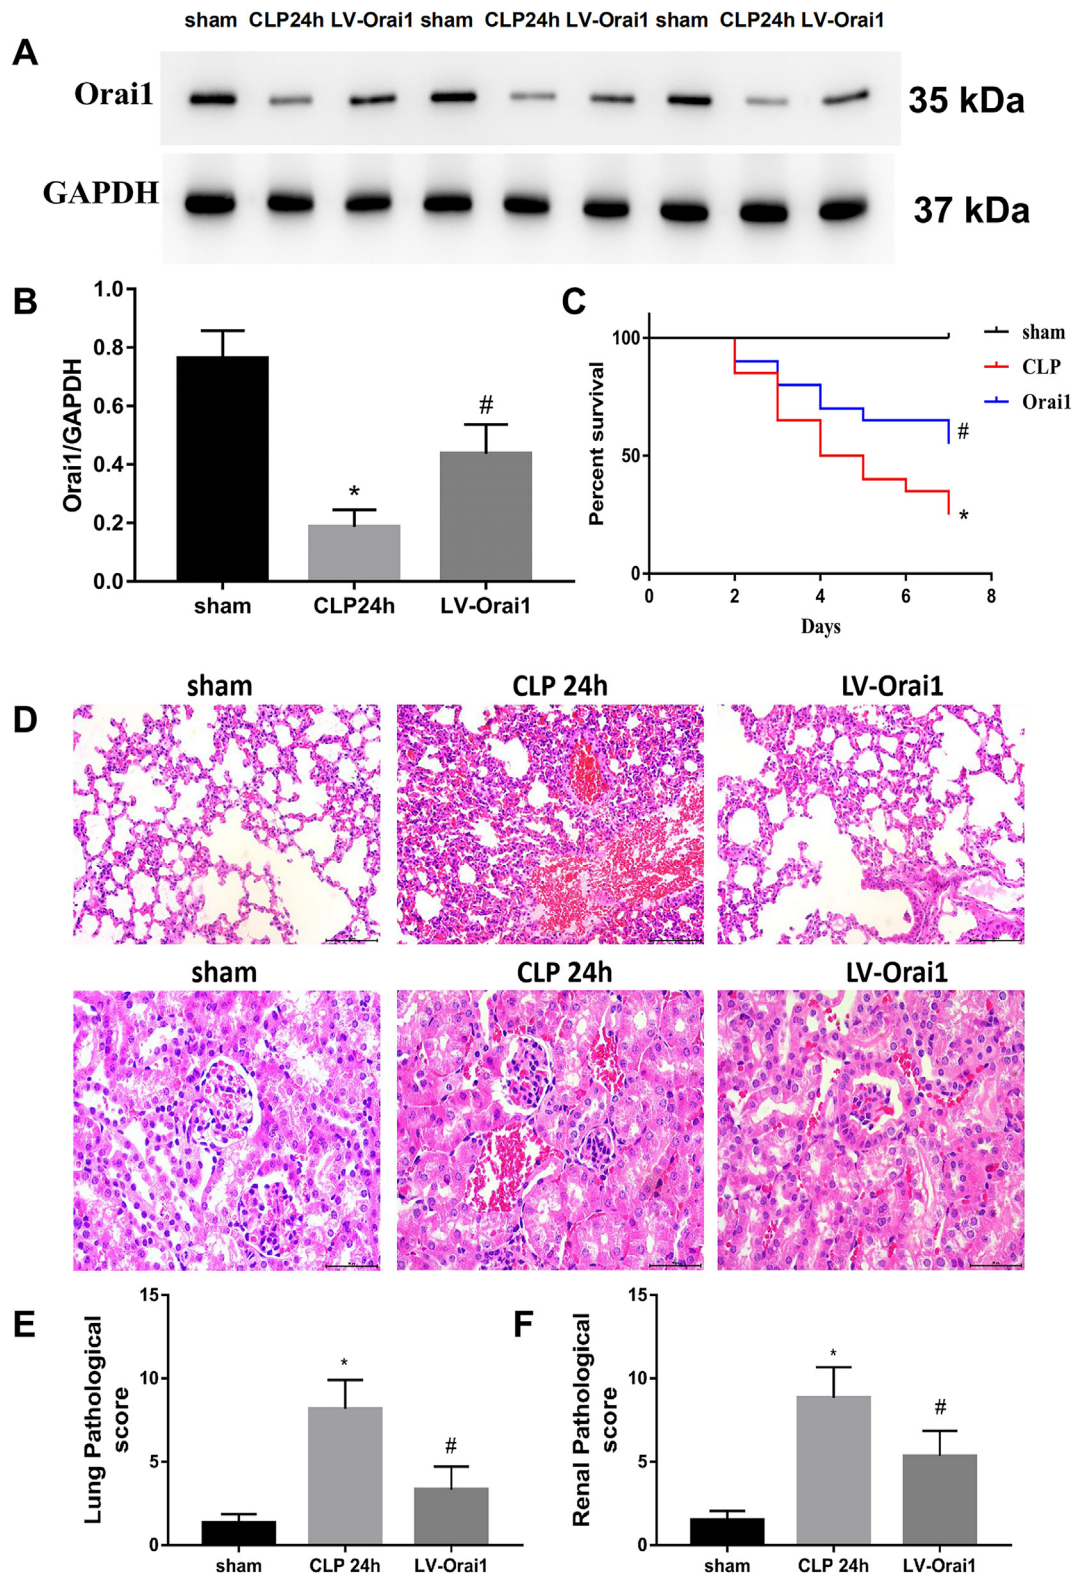 sham CLP24h LV-Orai1 sham CLP24h LV-Orai1 sham CLP24h LV-Orai1
A
Orai1
35 kDa
GAPDH
37 kDa
B
Orai1/GAPDH
1.0
0.8
0.6
0.4
0.2
0.0
*
#
sham
CLP24h
LV-Orai1
C
Percent survival
100
50
0
0
2
4
6
8
Days
sham
CLP
Orai1
#
*
D
sham
CLP 24h
LV-Orai1
sham
CLP 24h
LV-Orai1
E
Lung Pathological
score
15
10
5
0
*
#
sham
CLP 24h
LV-Orai1
F
Renal Pathological
score
15
10
5
0
*
#
sham
CLP 24h
LV-Orai1